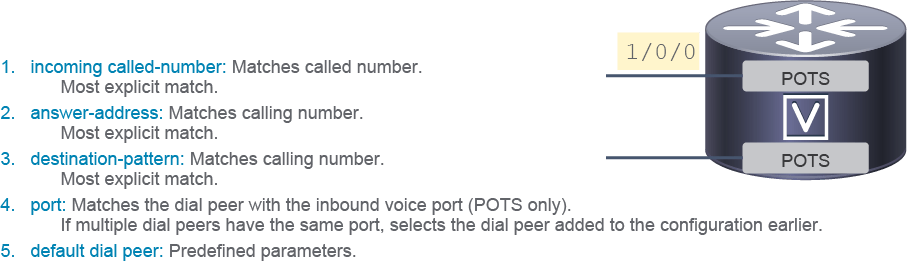 1/0/0
POTS
1. incoming called-number: Matches called number.
Most explicit match.
V
2. answer-address: Matches calling number.
Most explicit match.
3. destination-pattern: Matches calling number.
POTS
Most explicit match.
4. port: Matches the dial peer with the inbound voice port (POTS only).
If multiple dial peers have the same port, selects the dial peer added to the configuration earlier.
5. default dial peer: Predefined parameters.